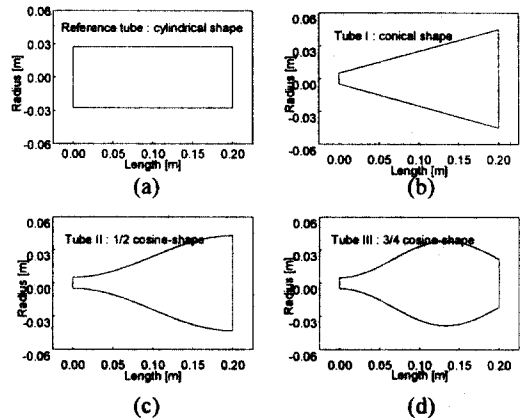 0.06
Reference tube : cylindrical shape
0.03
0.00
-0.03
-0.06
Radius [m]
0.00 0.05 0.10 0.15 0.20
Length [m]
(a)
0.06
Tube I : conical shape
0.03
0.00
-0.03
-0.06
Radius [m]
0.00 0.05 0.10 0.15 0.20
Length [m]
(b)
0.06
Tube II : 1/2 cosine-shape
0.03
0.00
-0.03
-0.06
Radius [m]
0.00 0.05 0.10 0.15 0.20
Length [m]
(c)
0.06
Tube III : 3/4 cosine-shape
0.03
0.00
-0.03
-0.06
Radius [m]
0.00 0.05 0.10 0.15 0.20
Length [m]
(d)